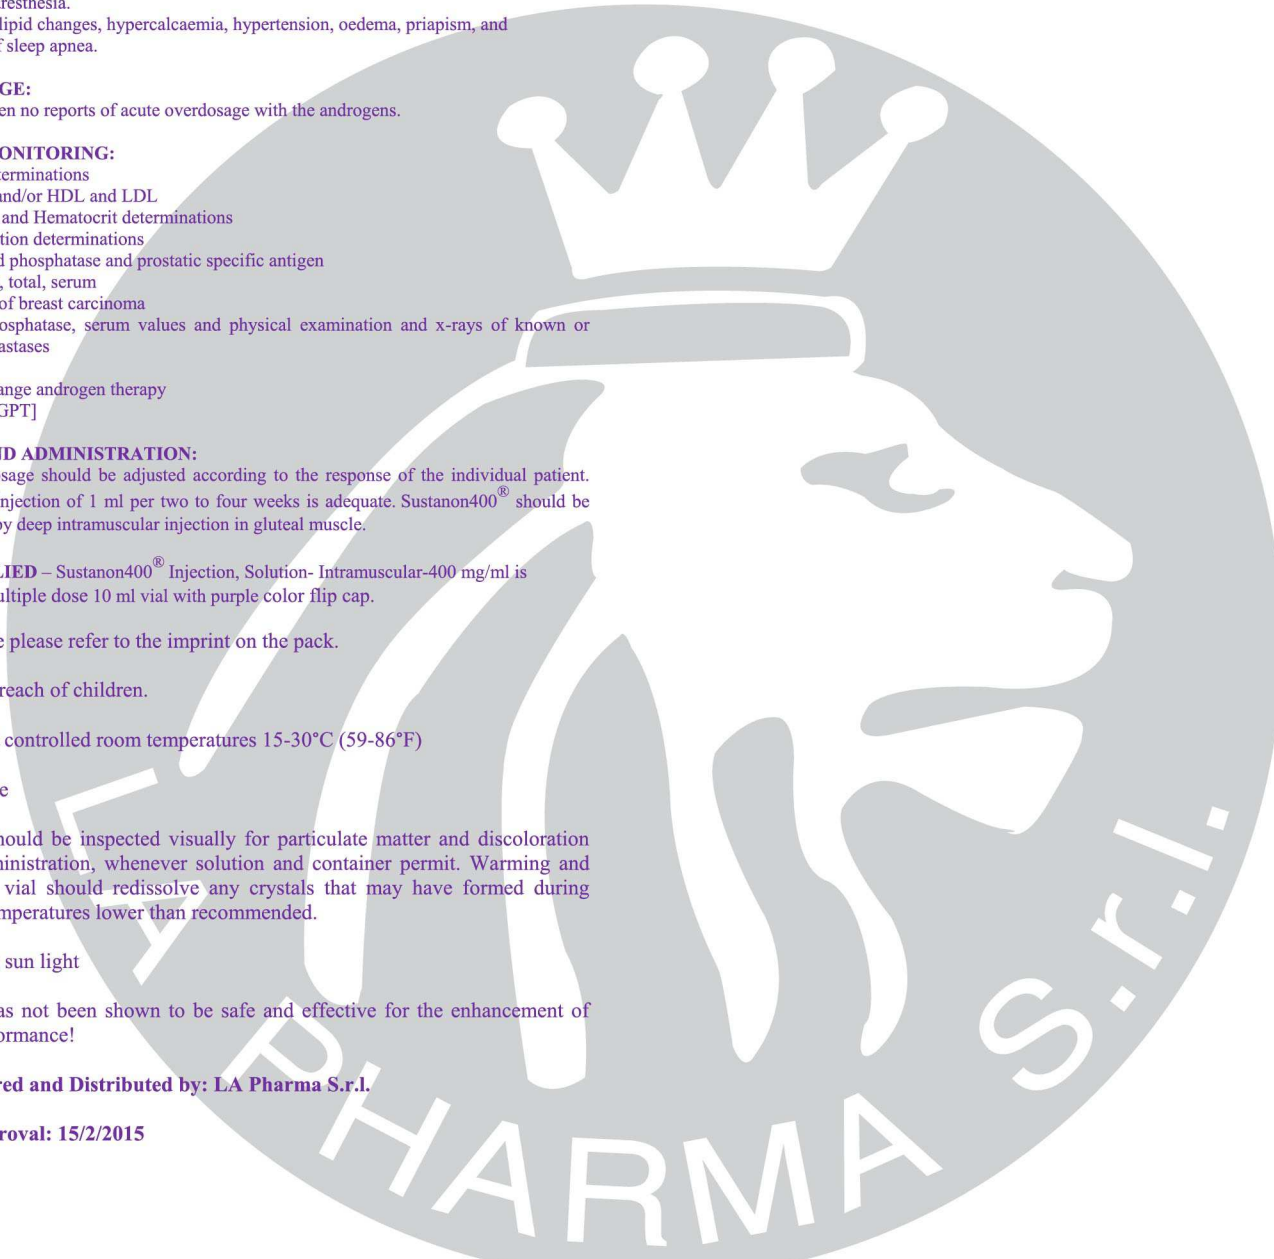 resthesia.
lipid changes, hypercalcaemia, hypertension, oedema, priapism, and
f sleep apnea.
GE:
en no reports of acute overdosage with the androgens.
ONITORING:
terminations
and/or HDL and LDL
and Hematocrit determinations
tion determinations
d phosphatase and prostatic specific antigen
, total, serum
of breast carcinoma
osphatase, serum values and physical examination and x-rays of known or
astases
ange androgen therapy
GPT]
ND ADMINISTRATION:
osage should be adjusted according to the response of the individual patient.
injection of 1 ml per two to four weeks is adequate. Sustanon400® should be
by deep intramuscular injection in gluteal muscle.
LIED – Sustanon400® Injection, Solution- Intramuscular-400 mg/ml is
ultiple dose 10 ml vial with purple color flip cap.
e please refer to the imprint on the pack.
reach of children.
controlled room temperatures 15-30°C (59-86°F)
e
hould be inspected visually for particulate matter and discoloration
ministration, whenever solution and container permit. Warming and
vial should redissolve any crystals that may have formed during
mperatures lower than recommended.
sun light
as not been shown to be safe and effective for the enhancement of
ormance!
red and Distributed by: LA Pharma S.r.l.
roval: 15/2/2015
LA PHARMA S.r.l.